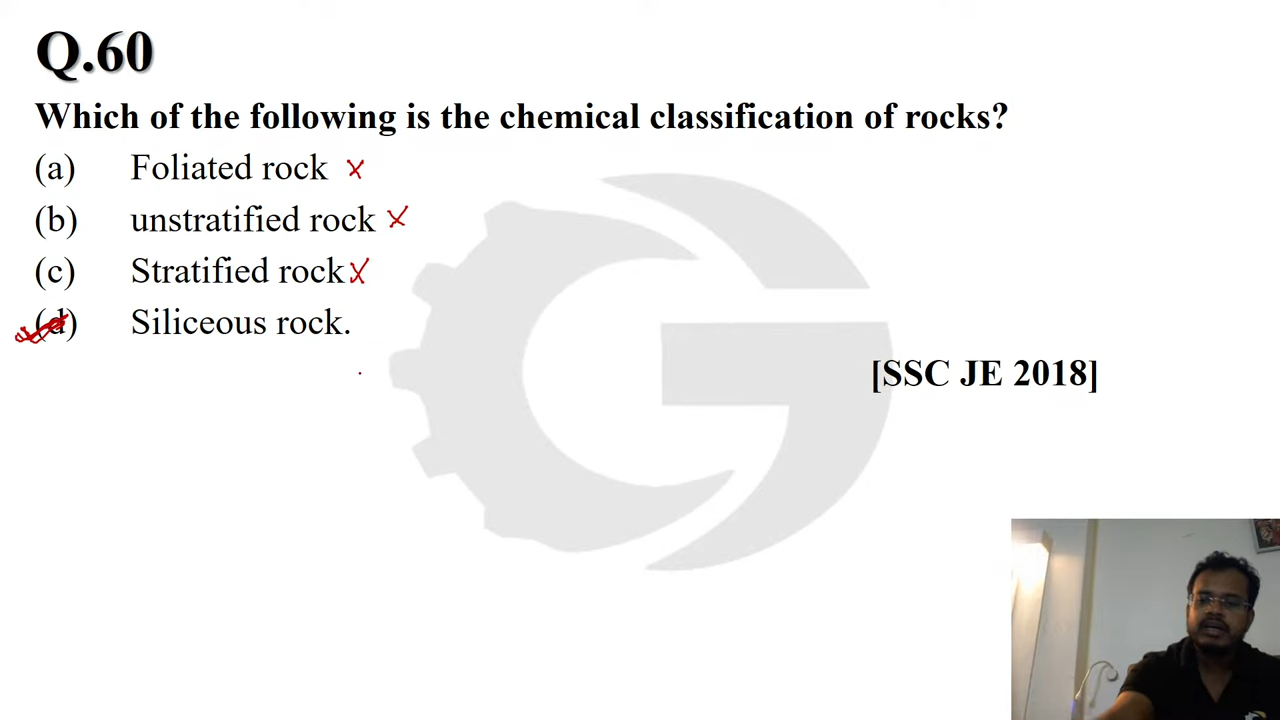 Q.60
Which of the following is the chemical classification of rocks?
(a) Foliated rock
(b) unstratified rock
(c) Stratified rock
(d) Siliceous rock.
[SSC JE 2018]